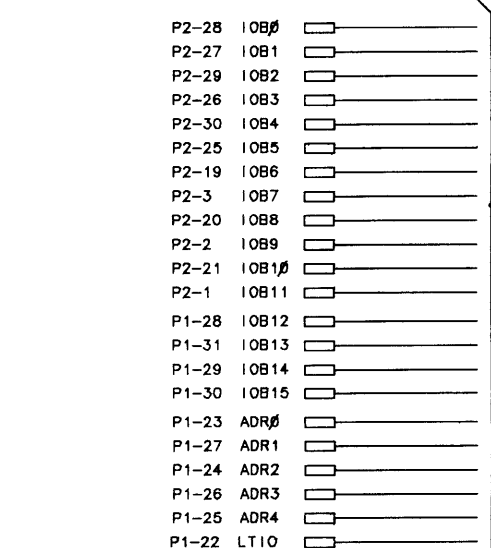 P2-28 IOB0
P2-27 IOB1
P2-29 IOB2
P2-26 IOB3
P2-30 IOB4
P2-25 IOB5
P2-19 IOB6
P2-3 IOB7
P2-20 IOB8
P2-2 IOB9
P2-21 IOB10
P2-1 IOB11
P1-28 IOB12
P1-31 IOB13
P1-29 IOB14
P1-30 IOB15
P1-23 ADR0
P1-27 ADR1
P1-24 ADR2
P1-26 ADR3
P1-25 ADR4
P1-22 LTIO